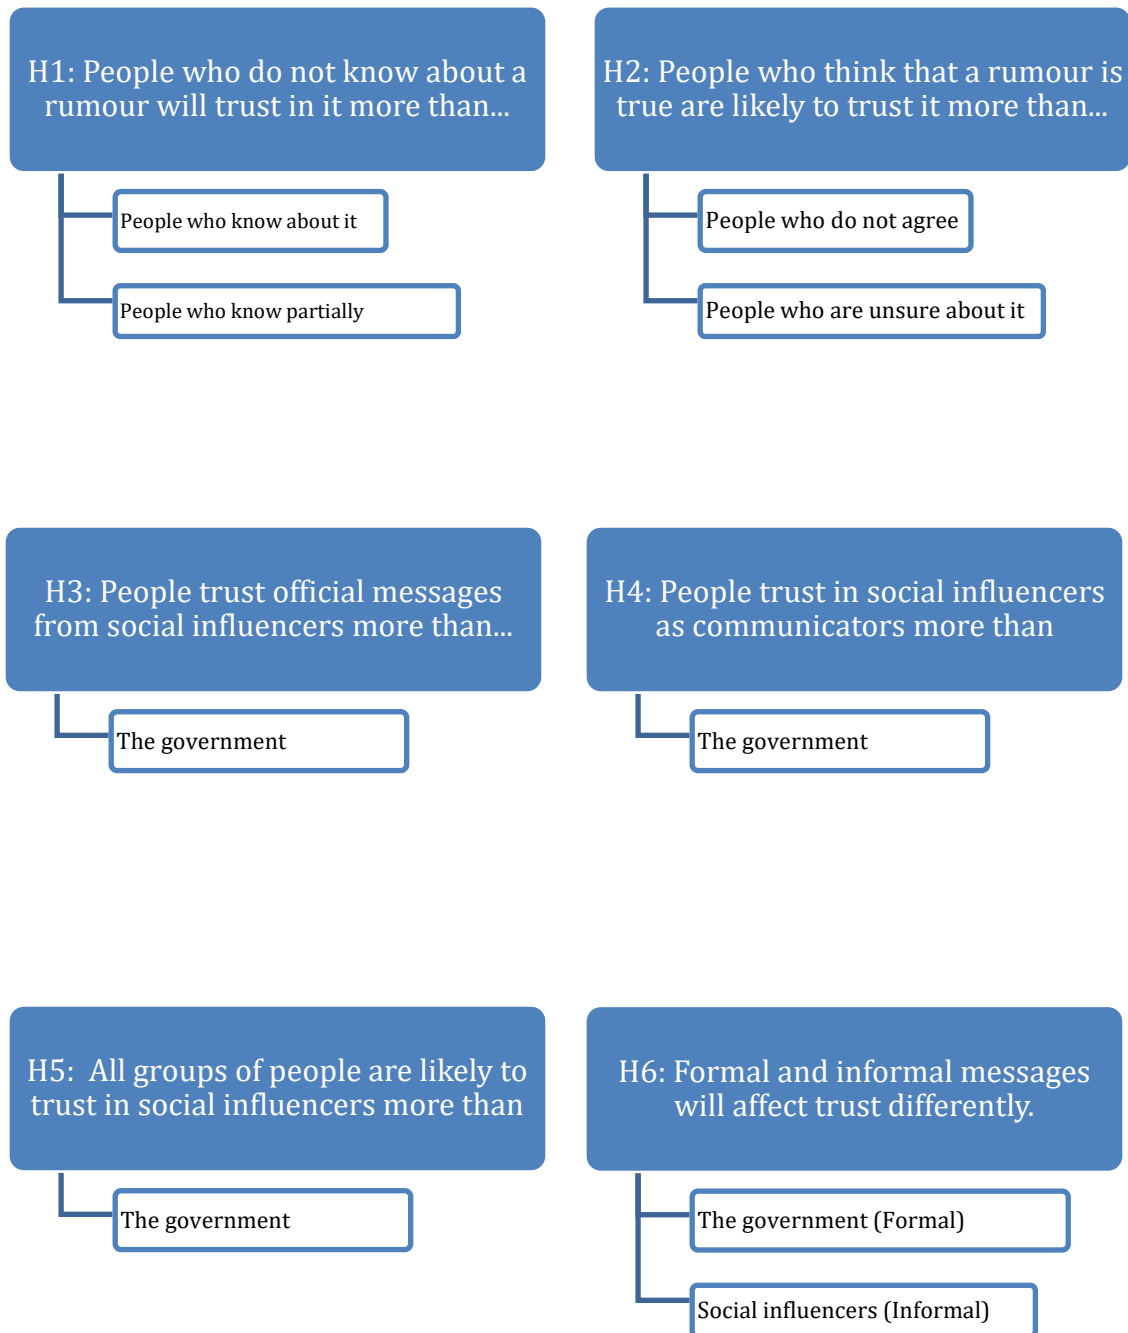 H1: People who do not know about a
rumour will trust in it more than...
People who know about it
People who know partially
H2: People who think that a rumour is
true are likely to trust it more than...
People who do not agree
People who are unsure about it
H3: People trust official messages
from social influencers more than...
The government
H4: People trust in social influencers
as communicators more than
The government
H5:  All groups of people are likely to
trust in social influencers more than
The government
H6: Formal and informal messages
will affect trust differently.
The government (Formal)
Social influencers (Informal)